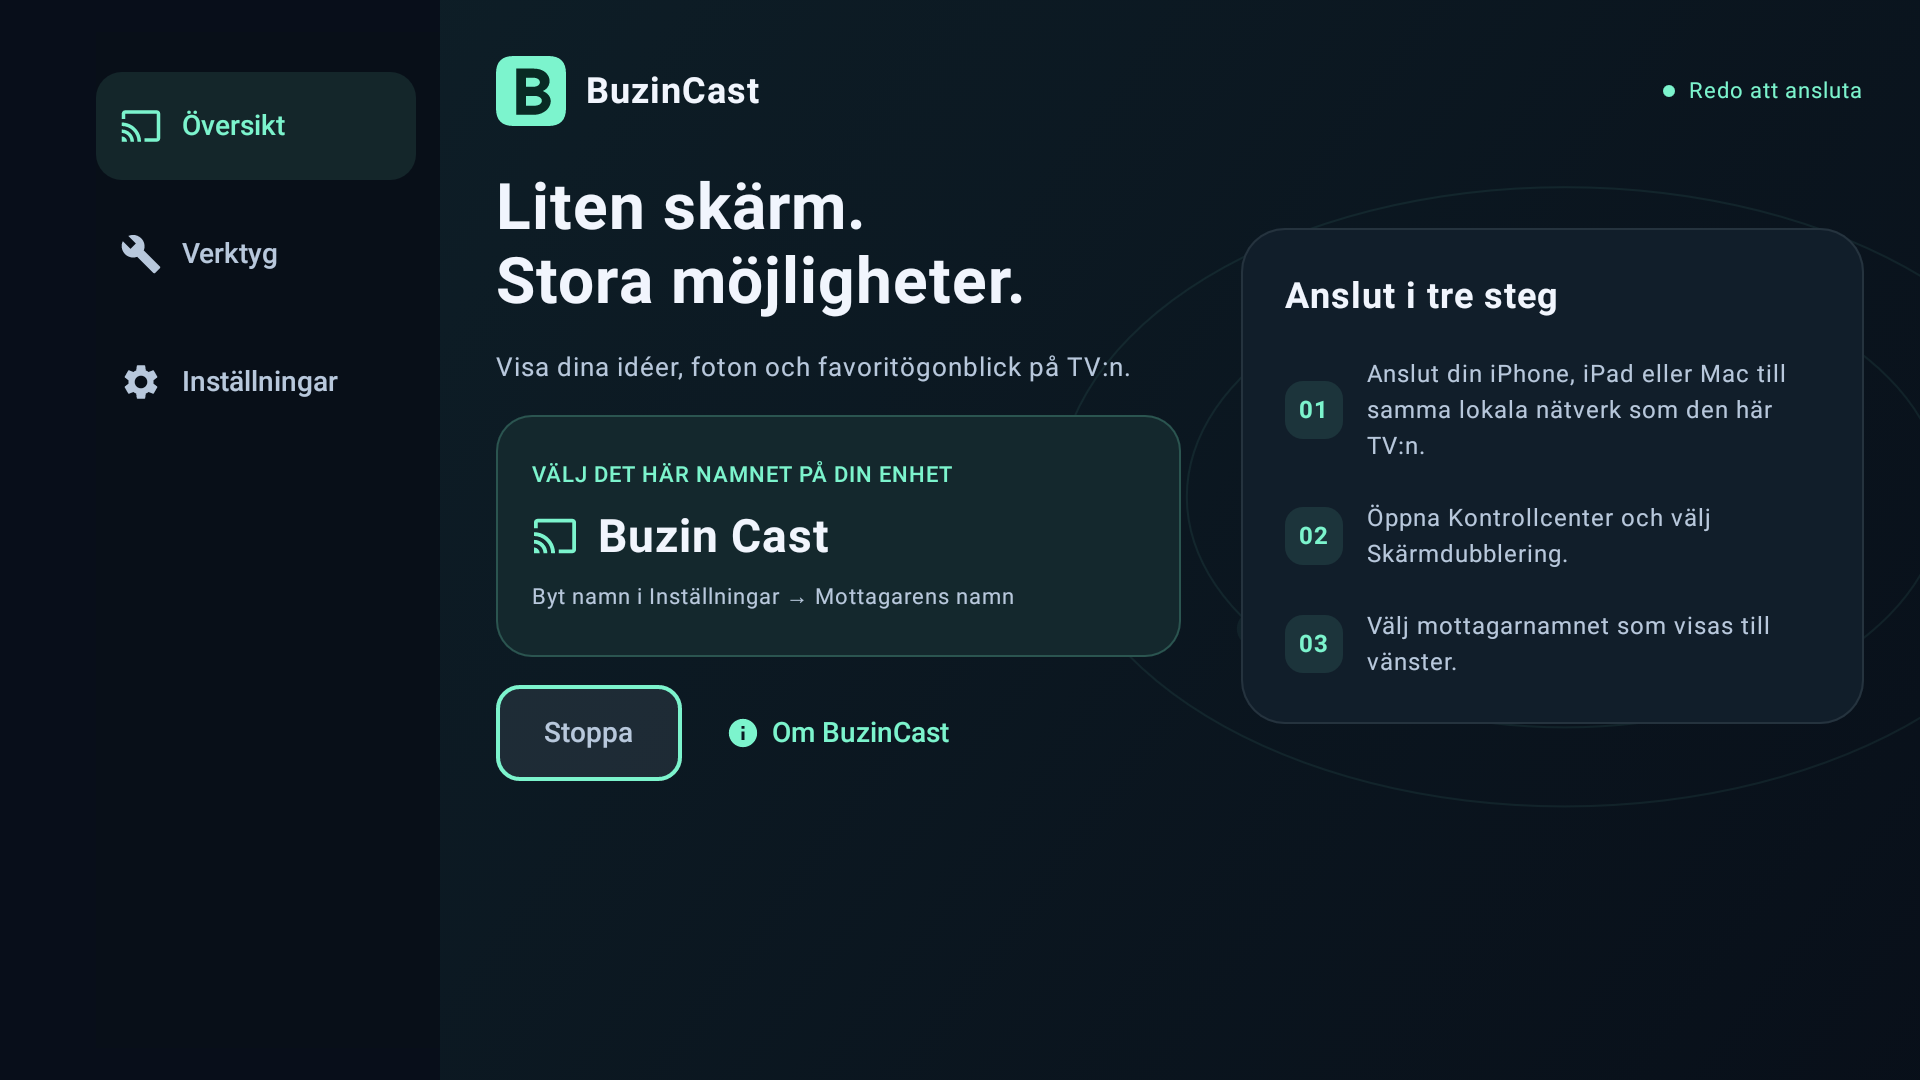 Översikt
Verktyg
Inställningar
BuzinCast
Redo att ansluta
Liten skärm.
Stora möjligheter.
Visa dina idéer, foton och favoritögonblick på TV:n.
VÄLJ DET HÄR NAMNET PÅ DIN ENHET
Buzin Cast
Byt namn i Inställningar → Mottagarens namn
Stoppa
Om BuzinCast
Anslut i tre steg
01
Anslut din iPhone, iPad eller Mac till
samma lokala nätverk som den här
TV:n.
02
Öppna Kontrollcenter och välj
Skärmdubblering.
03
Välj mottagarnamnet som visas till
vänster.